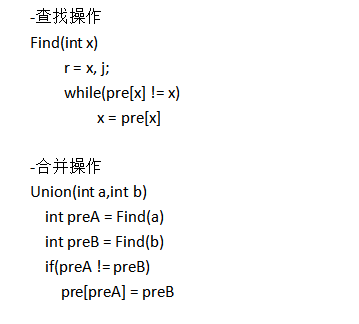 -查找操作
Find(int x)
r = x, j;
while(pre[x] != x)
x = pre[x]
-合并操作
Union(int a,int b)
int preA = Find(a)
int preB = Find(b)
if(preA != preB)
pre[preA] = preB